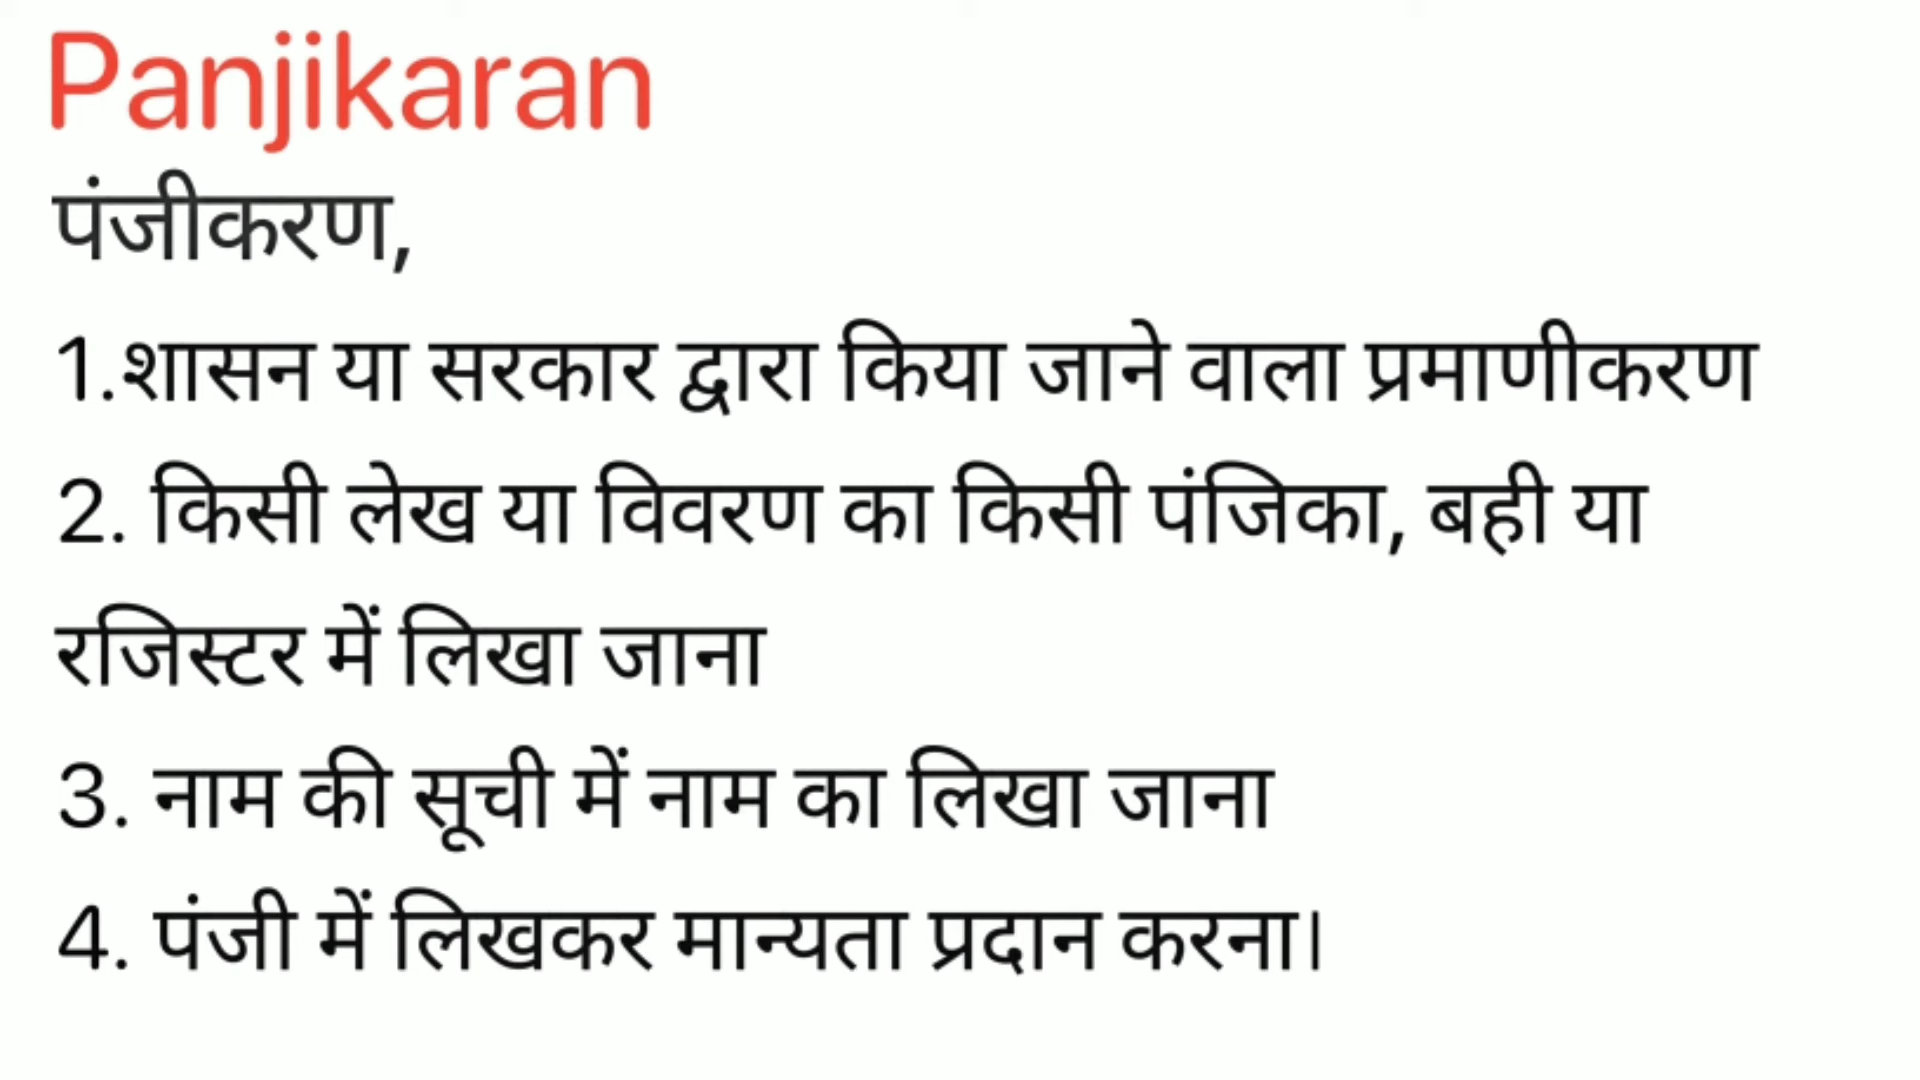 Panjikaran
पंजीकरण,
1.शासन या सरकार द्वारा किया जाने वाला प्रमाणीकरण
2. किसी लेख या विवरण का किसी पंजिका, बही या
रजिस्टर में लिखा जाना
3. नाम की सूची में नाम का लिखा जाना
4. पंजी में लिखकर मान्यता प्रदान करना।